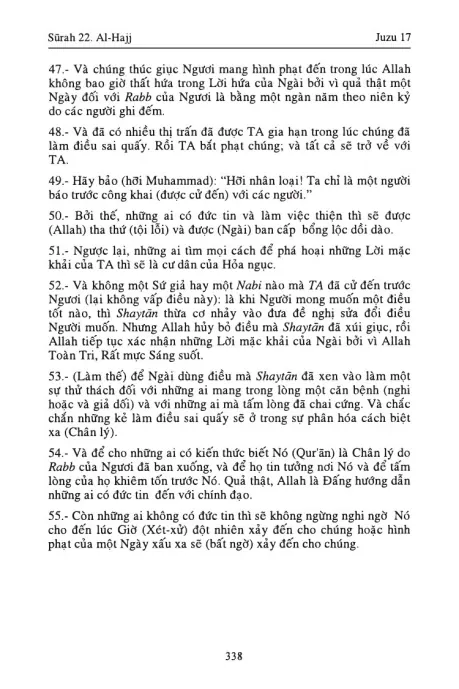 Sūrah 22. Al-Hajj Juzu 17
47.- Và chúng thúc giục Ngươi mang hình phạt đến trong lúc Allah
không bao giờ thất hứa trong Lời hứa của Ngài bởi vì quả thật một
Ngày đối với Rabb của Ngươi là bằng một ngàn năm theo niên kỷ
do các người ghi đếm.
48.- Và đã có nhiều thị trấn đã được TA gia hạn trong lúc chúng đã
làm điều sai quấy. Rồi TA bắt phạt chúng; và tất cả sẽ trở về với
TA.
49.- Hãy bảo (hỡi Muhammad): “Hỡi nhân loại! Ta chỉ là một người
báo trước công khai (được cử đến) với các người.”
50.- Bởi thế, những ai có đức tin và làm việc thiện thì sẽ được
(Allah) tha thứ (tội lỗi) và được (Ngài) ban cấp bổng lộc dồi dào.
51.- Ngược lại, những ai tìm mọi cách để phá hoại những Lời mặc
khải của TA thì sẽ là cư dân của Hỏa ngục.
52.- Và không một Sứ giả hay một Nabi nào mà TA đã cử đến trước
Ngươi (lại không vấp điều này): là khi Người mong muốn một điều
tốt nào, thì Shaytān thừa cơ nhảy vào đưa đề nghị sửa đổi điều
Người muốn. Nhưng Allah hủy bỏ điều mà Shaytān đã xúi giục, rồi
Allah tiếp tục xác nhận những Lời mặc khải của Ngài bởi vì Allah
Toàn Tri, Rất mực Sáng suốt.
53.- (Làm thế) để Ngài dùng điều mà Shaytān đã xen vào làm một
sự thử thách đối với những ai mang trong lòng một căn bệnh (nghi
hoặc và giả dối) và với những ai mà tấm lòng đã chai cứng. Và chắc
chắn những kẻ làm điều sai quấy sẽ ở trong sự phân hóa cách biệt
xa (Chân lý).
54.- Và để cho những ai có kiến thức biết Nó (Qur'ān) là Chân lý do
Rabb của Ngươi đã ban xuống, và để họ tin tưởng nơi Nó và để tấm
lòng của họ khiêm tốn trước Nó. Quả thật, Allah là Đấng hướng dẫn
những ai có đức tin đến với chính đạo.
55.- Còn những ai không có đức tin thì sẽ không ngừng nghi ngờ Nó
cho đến lúc Giờ (Xét-xử) đột nhiên xảy đến cho chúng hoặc hình
phạt của một Ngày xấu xa sẽ (bất ngờ) xảy đến cho chúng.
338